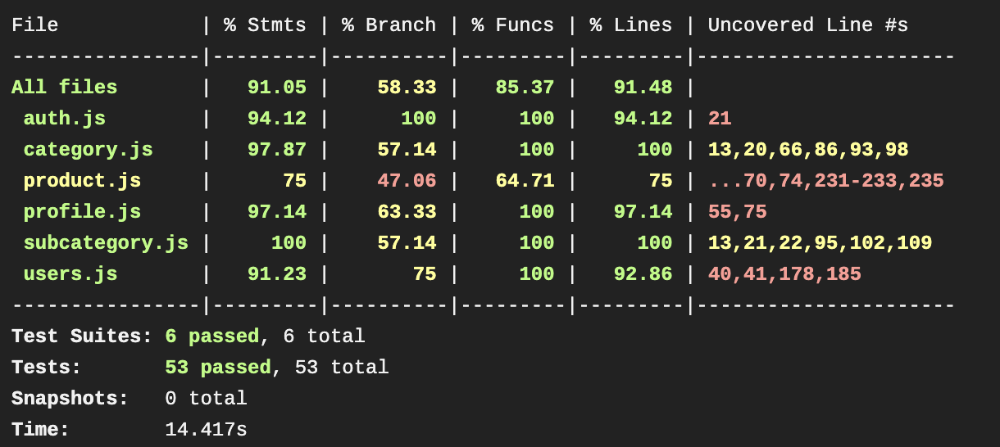 File            | % Stmts | % Branch | % Funcs | % Lines | Uncovered Line #s
----------------|---------|----------|---------|---------|----------------------
All files       |   91.05 |    58.33 |   85.37 |   91.48 |
 auth.js        |   94.12 |      100 |     100 |   94.12 | 21
 category.js    |   97.87 |    57.14 |     100 |     100 | 13,20,66,86,93,98
 product.js     |      75 |    47.06 |   64.71 |      75 | ...70,74,231-233,235
 profile.js     |   97.14 |    63.33 |     100 |   97.14 | 55,75
 subcategory.js |     100 |    57.14 |     100 |     100 | 13,21,22,95,102,109
 users.js       |   91.23 |       75 |     100 |   92.86 | 40,41,178,185
----------------|---------|----------|---------|---------|----------------------
Test Suites: 6 passed, 6 total
Tests:       53 passed, 53 total
Snapshots:   0 total
Time:        14.417s